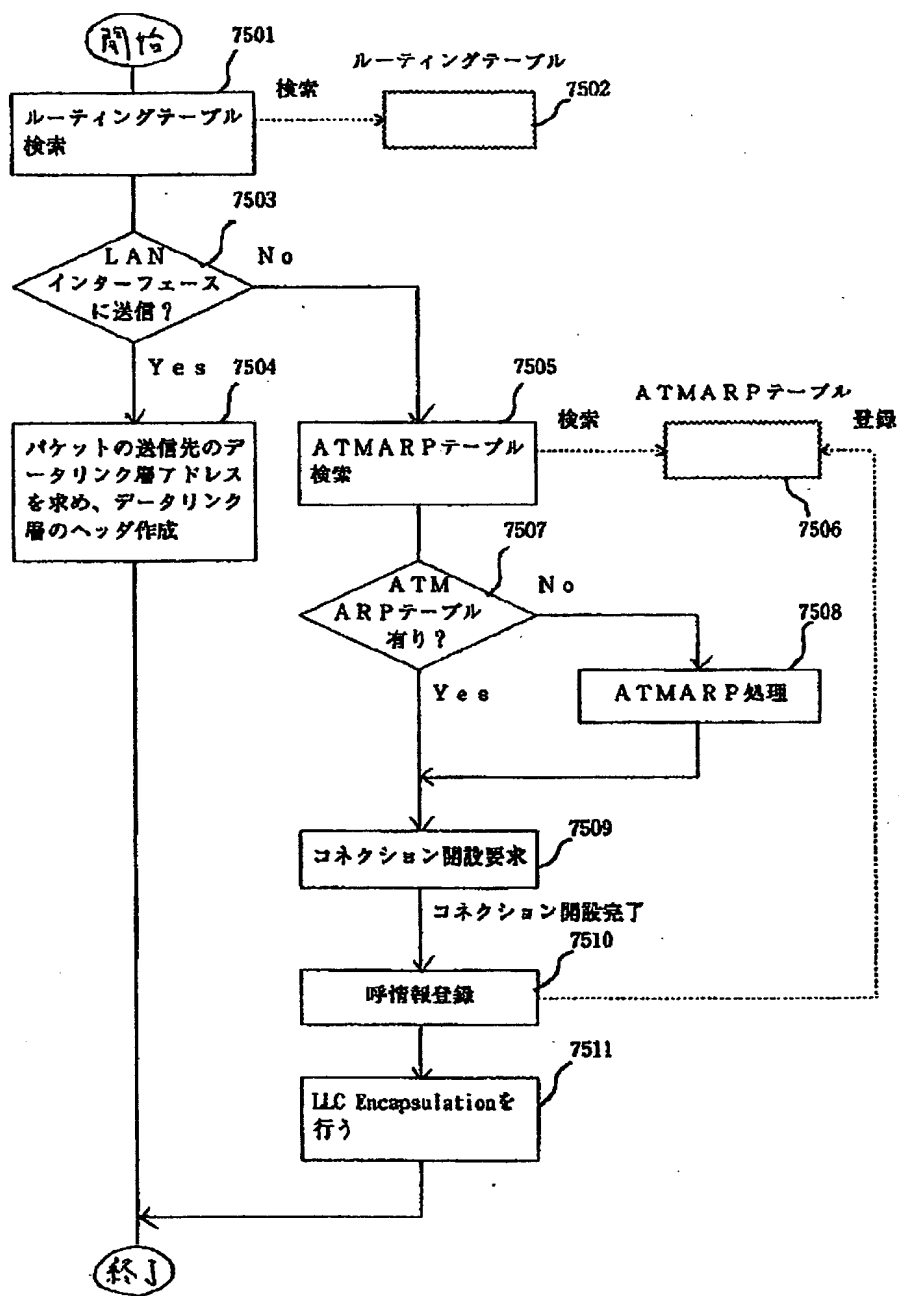 開始
7501
ルーティングテーブル
検索
検索
ルーティングテーブル
7502
7503
LAN
インターフェース
に送信?
No
Yes
7504
パケットの送信先のデ
ータリンク層アドレス
を求め、データリンク
層のヘッダ作成
7505
ATMARPテーブル
検索
検索
ATMARPテーブル
登録
7506
7507
ATM
ARPテーブル
有り?
No
Yes
7508
ATMARP処理
7509
コネクション開設要求
コネクション開設完了
7510
呼情報登録
7511
LLC Encapsulationを
行う
終了